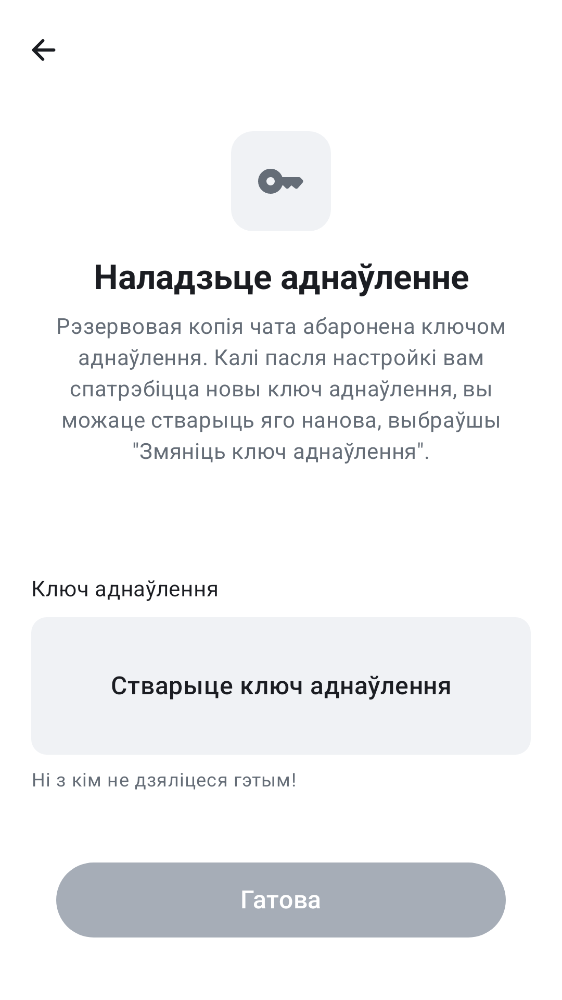 Наладзьце аднаўленне
Рэзервовая копія чата абаронена ключом
аднаўлення. Калі пасля настройкі вам
спатрэбіцца новы ключ аднаўлення, вы
можаце стварыць яго нанова, выбраўшы
"Змяніць ключ аднаўлення".
Ключ аднаўлення
Стварыце ключ аднаўлення
Ні з кім не дзяліцеся гэтым!
Гатова